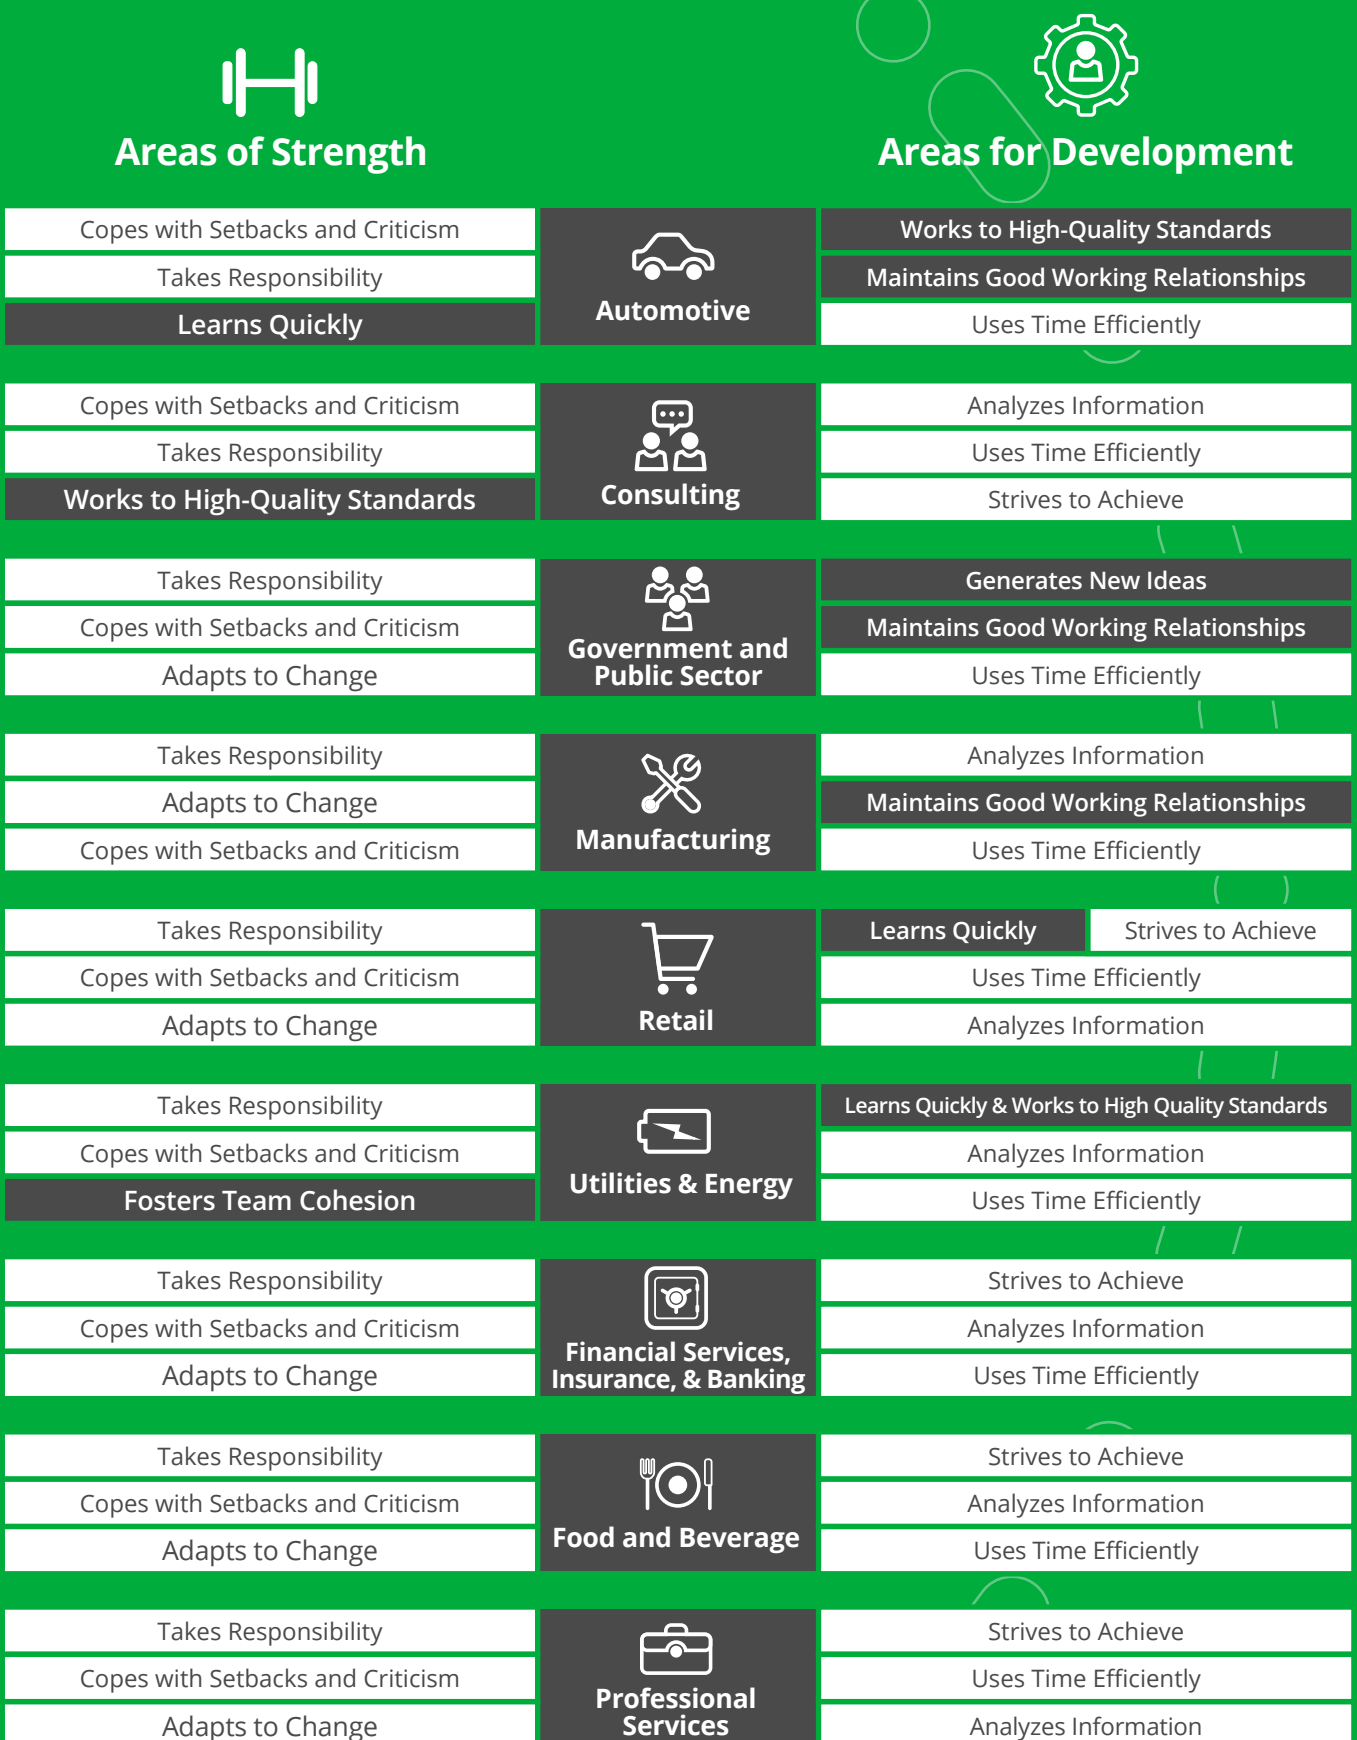 Areas of Strength
Areas for Development
Copes with Setbacks and Criticism
Takes Responsibility
Learns Quickly
Automotive
Works to High-Quality Standards
Maintains Good Working Relationships
Uses Time Efficiently
Copes with Setbacks and Criticism
Takes Responsibility
Works to High-Quality Standards
Consulting
Analyzes Information
Uses Time Efficiently
Strives to Achieve
Takes Responsibility
Copes with Setbacks and Criticism
Adapts to Change
Government and
Public Sector
Generates New Ideas
Maintains Good Working Relationships
Uses Time Efficiently
Takes Responsibility
Adapts to Change
Copes with Setbacks and Criticism
Manufacturing
Analyzes Information
Maintains Good Working Relationships
Uses Time Efficiently
Takes Responsibility
Copes with Setbacks and Criticism
Adapts to Change
Retail
Learns Quickly
Strives to Achieve
Uses Time Efficiently
Analyzes Information
Takes Responsibility
Copes with Setbacks and Criticism
Fosters Team Cohesion
Utilities & Energy
Learns Quickly & Works to High Quality Standards
Analyzes Information
Uses Time Efficiently
Takes Responsibility
Copes with Setbacks and Criticism
Adapts to Change
Financial Services,
Insurance, & Banking
Strives to Achieve
Analyzes Information
Uses Time Efficiently
Takes Responsibility
Copes with Setbacks and Criticism
Adapts to Change
Food and Beverage
Strives to Achieve
Analyzes Information
Uses Time Efficiently
Takes Responsibility
Copes with Setbacks and Criticism
Adapts to Change
Professional
Services
Strives to Achieve
Uses Time Efficiently
Analyzes Information